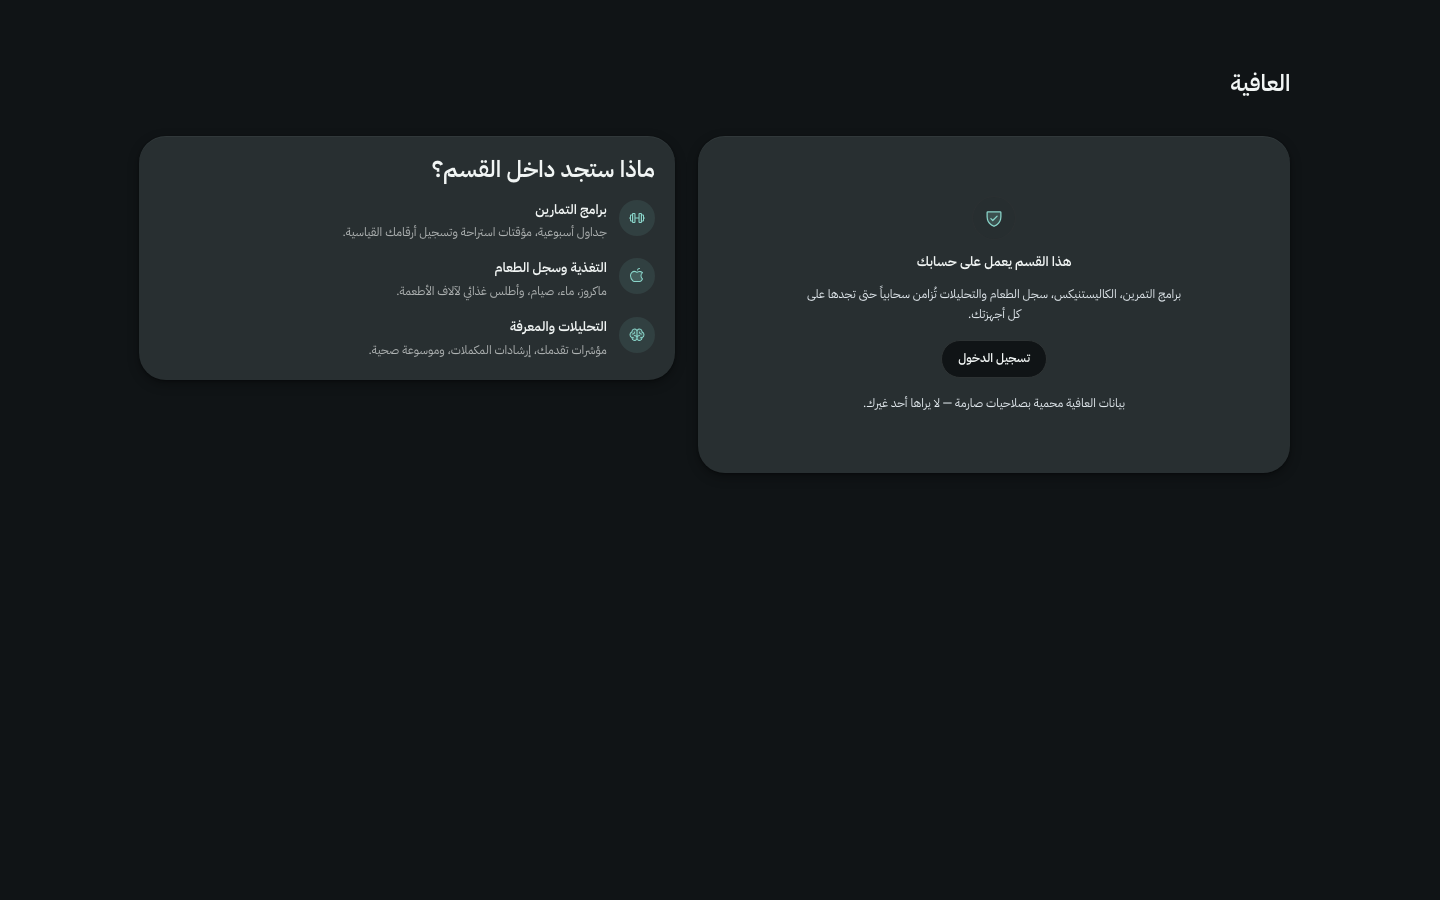 العافية
هذا القسم يعمل على حسابك
برامج التمرين، الكاليستنيكس، سجل الطعام والتحليلات تُزامن سحابياً حتى تجدها على
كل أجهزتك.
تسجيل الدخول
بيانات العافية محمية بصلاحيات صارمة — لا يراها أحد غيرك.
ماذا ستجد داخل القسم؟
برامج التمارين
جداول أسبوعية، مؤقتات استراحة وتسجيل أرقامك القياسية.
التغذية وسجل الطعام
ماكروز، ماء، صيام، وأطلس غذائي لآلاف الأطعمة.
التحليلات والمعرفة
مؤشرات تقدمك، إرشادات المكملات، وموسوعة صحية.